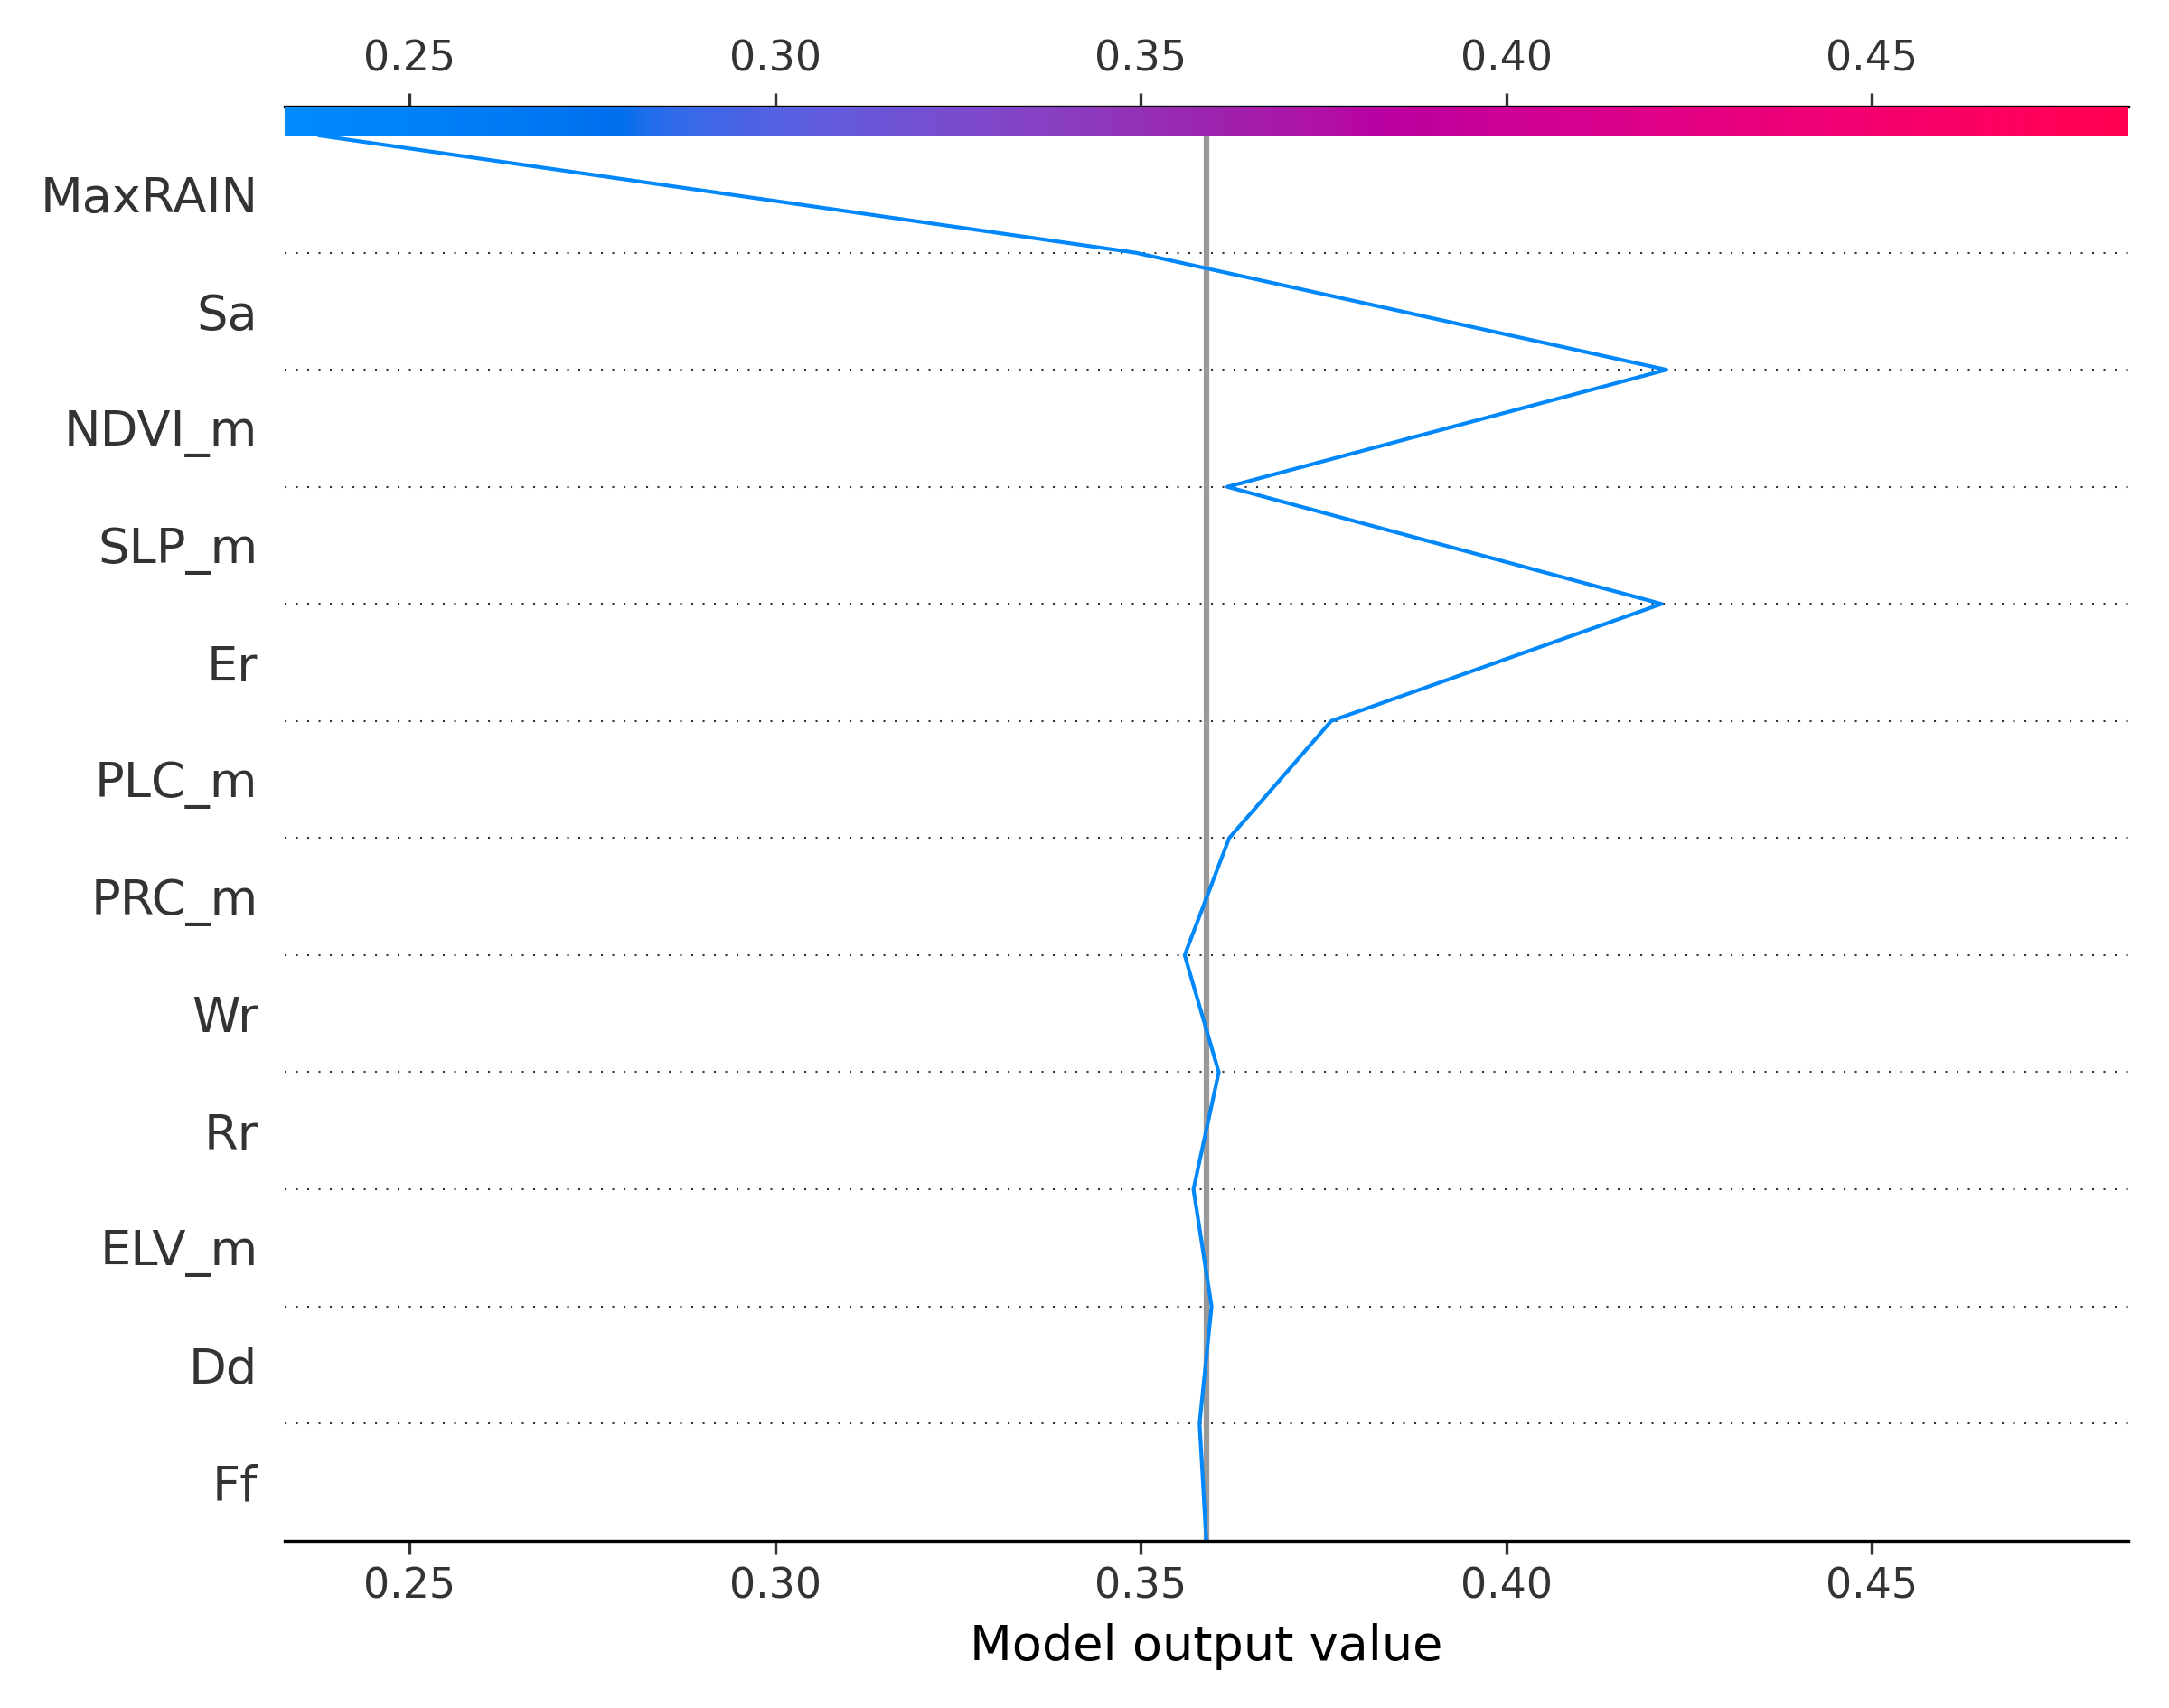 0.25 0.30 0.35 0.40 0.45
MaxRAIN
Sa
NDVI_m
SLP_m
Er
PLC_m
PRC_m
Wr
Rr
ELV_m
Dd
Ff
0.25 0.30 0.35 0.40 0.45
Model output value